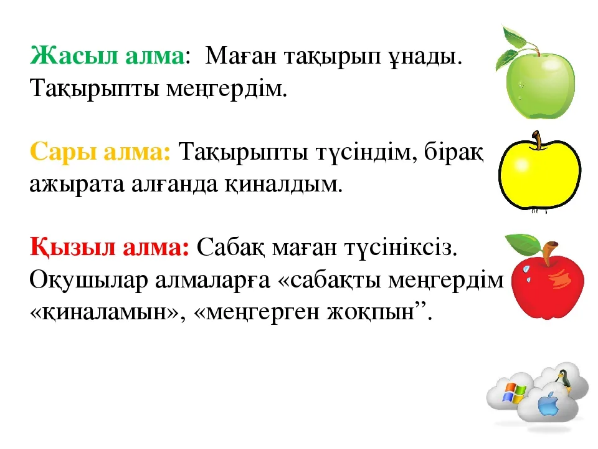 Жасыл алма:  Маған тақырып ұнады.
Тақырыпты меңгердім.
Сары алма: Тақырыпты түсіндім, бірақ
ажырата алғанда қиналдым.
Қызыл алма: Сабақ маған түсініксіз.
Оқушылар алмаларға «сабақты меңгердім
«қиналамын», «меңгерген жоқпын”.